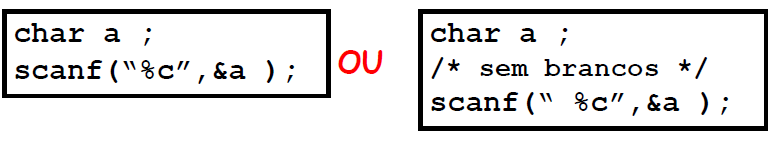 char a ;
scanf(“%c”,&a );
OU
char a ;
/* sem brancos */
scanf(“ %c”,&a );